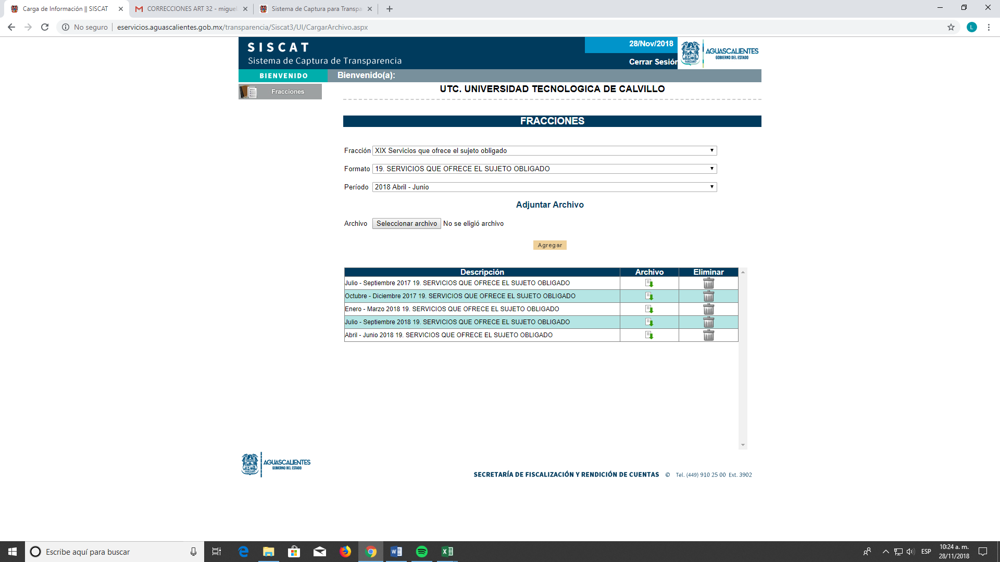 Carga de Información || SISCAT
CORRECCIONES ART 32 - miguel
Sistema de Captura para Transpa
No seguro
eservicios.aguascalientes.gob.mx/transparencia/Siscat3/UI/CargarArchivo.aspx
L
SISCAT
Sistema de Captura de Transparencia
28/Nov/2018
Cerrar Sesión
AGUASCALIENTES
GOBIERNO DEL ESTADO
BIENVENIDO
Bienvenido(a):
Fracciones
UTC. UNIVERSIDAD TECNOLOGICA DE CALVILLO
FRACCIONES
Fracción XIX Servicios que ofrece el sujeto obligado
Formato 19. SERVICIOS QUE OFRECE EL SUJETO OBLIGADO
Período 2018 Abril - Junio
Adjuntar Archivo
Archivo Seleccionar archivo No se eligió archivo
Agregar
Descripción Archivo Eliminar
Julio - Septiembre 2017 19. SERVICIOS QUE OFRECE EL SUJETO OBLIGADO
Octubre - Diciembre 2017 19. SERVICIOS QUE OFRECE EL SUJETO OBLIGADO
Enero - Marzo 2018 19. SERVICIOS QUE OFRECE EL SUJETO OBLIGADO
Julio - Septiembre 2018 19. SERVICIOS QUE OFRECE EL SUJETO OBLIGADO
Abril - Junio 2018 19. SERVICIOS QUE OFRECE EL SUJETO OBLIGADO
AGUASCALIENTES
GOBIERNO DEL ESTADO
SECRETARÍA DE FISCALIZACIÓN Y RENDICIÓN DE CUENTAS © Tel. (449) 910 25 00 Ext. 3902
Escribe aquí para buscar
ESP
10:24 a. m.
28/11/2018